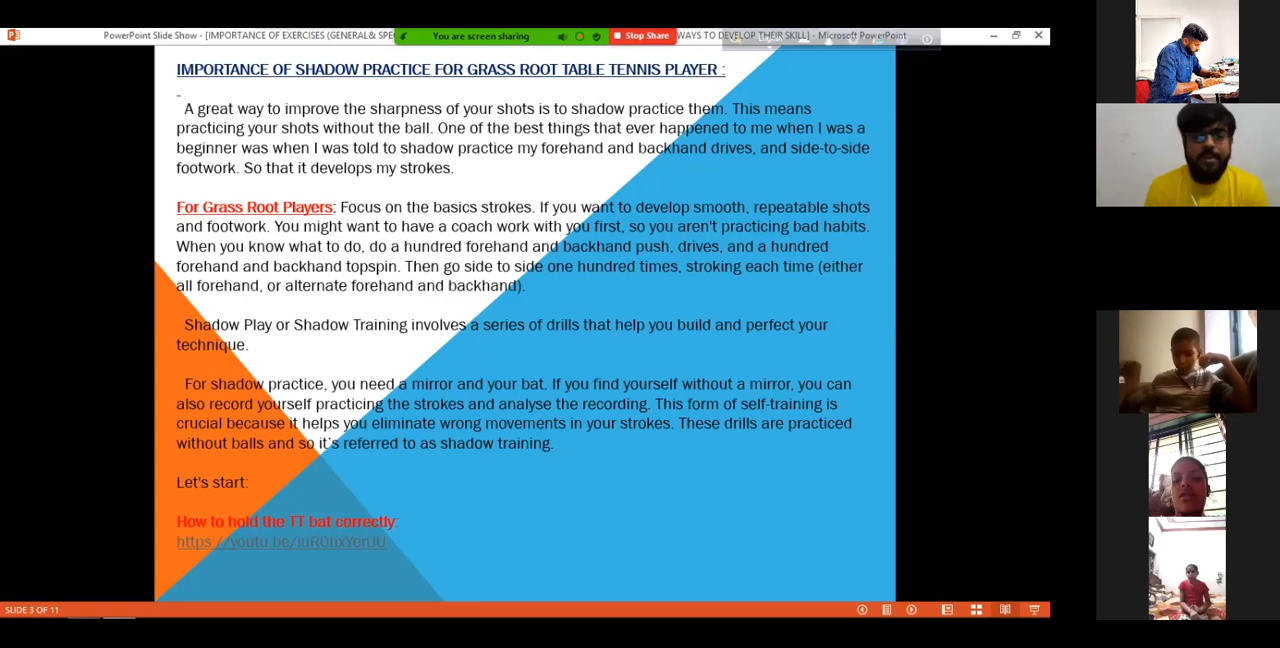 PowerPoint Slide Show - [IMPORTANCE OF EXERCISES (GENERAL& SPE
You are screen sharing
Stop Share
WAYS TO DEVELOP THEIR SKILL] - Microsoft PowerPoint
IMPORTANCE OF SHADOW PRACTICE FOR GRASS ROOT TABLE TENNIS PLAYER :
-
A great way to improve the sharpness of your shots is to shadow practice them. This means
practicing your shots without the ball. One of the best things that ever happened to me when I was a
beginner was when I was told to shadow practice my forehand and backhand drives, and side-to-side
footwork. So that it develops my strokes.
For Grass Root Players: Focus on the basics strokes. If you want to develop smooth, repeatable shots
and footwork. You might want to have a coach work with you first, so you aren't practicing bad habits.
When you know what to do, do a hundred forehand and backhand push, drives, and a hundred
forehand and backhand topspin. Then go side to side one hundred times, stroking each time (either
all forehand, or alternate forehand and backhand).
Shadow Play or Shadow Training involves a series of drills that help you build and perfect your
technique.
For shadow practice, you need a mirror and your bat. If you find yourself without a mirror, you can
also record yourself practicing the strokes and analyse the recording. This form of self-training is
crucial because it helps you eliminate wrong movements in your strokes. These drills are practiced
without balls and so it's referred to as shadow training.
Let's start:
How to hold the TT bat correctly:
SLIDE 3 OF 11